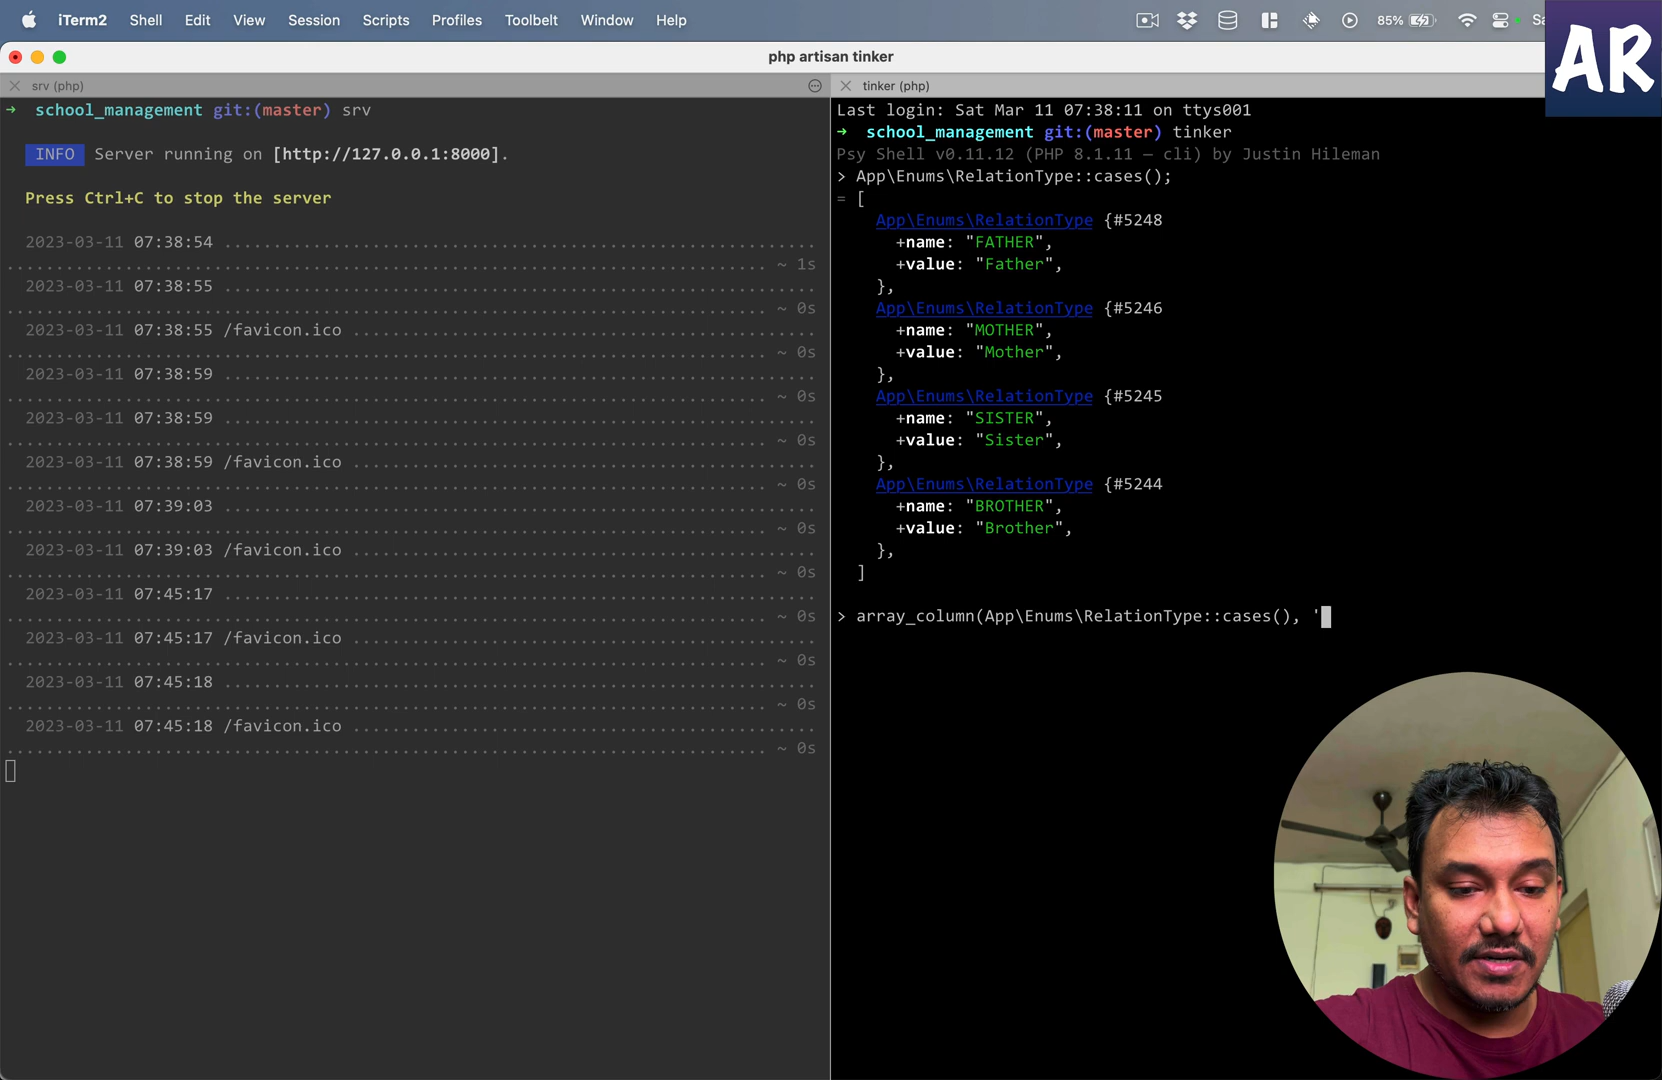 iTerm2 Shell Edit View Session Scripts Profiles Toolbelt Window Help 85% Sa
AR
php artisan tinker
srv (php)
➜ school_management git:(master) srv
INFO Server running on [http://127.0.0.1:8000].
Press Ctrl+C to stop the server
2023-03-11 07:38:54 ............................................................
............................................................................. ~ 1s
2023-03-11 07:38:55 ............................................................
............................................................................. ~ 0s
2023-03-11 07:38:55 /favicon.ico ...............................................
............................................................................. ~ 0s
2023-03-11 07:38:59 ............................................................
............................................................................. ~ 0s
2023-03-11 07:38:59 ............................................................
............................................................................. ~ 0s
2023-03-11 07:38:59 /favicon.ico ...............................................
............................................................................. ~ 0s
2023-03-11 07:39:03 ............................................................
............................................................................. ~ 0s
2023-03-11 07:39:03 /favicon.ico ...............................................
............................................................................. ~ 0s
2023-03-11 07:45:17 ............................................................
............................................................................. ~ 0s
2023-03-11 07:45:17 /favicon.ico ...............................................
............................................................................. ~ 0s
2023-03-11 07:45:18 ............................................................
............................................................................. ~ 0s
2023-03-11 07:45:18 /favicon.ico ...............................................
............................................................................. ~ 0s
tinker (php)
Last login: Sat Mar 11 07:38:11 on ttys001
➜ school_management git:(master) tinker
Psy Shell v0.11.12 (PHP 8.1.11 — cli) by Justin Hileman
> App\Enums\RelationType::cases();
= [
App\Enums\RelationType {#5248
+name: "FATHER",
+value: "Father",
},
App\Enums\RelationType {#5246
+name: "MOTHER",
+value: "Mother",
},
App\Enums\RelationType {#5245
+name: "SISTER",
+value: "Sister",
},
App\Enums\RelationType {#5244
+name: "BROTHER",
+value: "Brother",
},
]
> array_column(App\Enums\RelationType::cases(), '